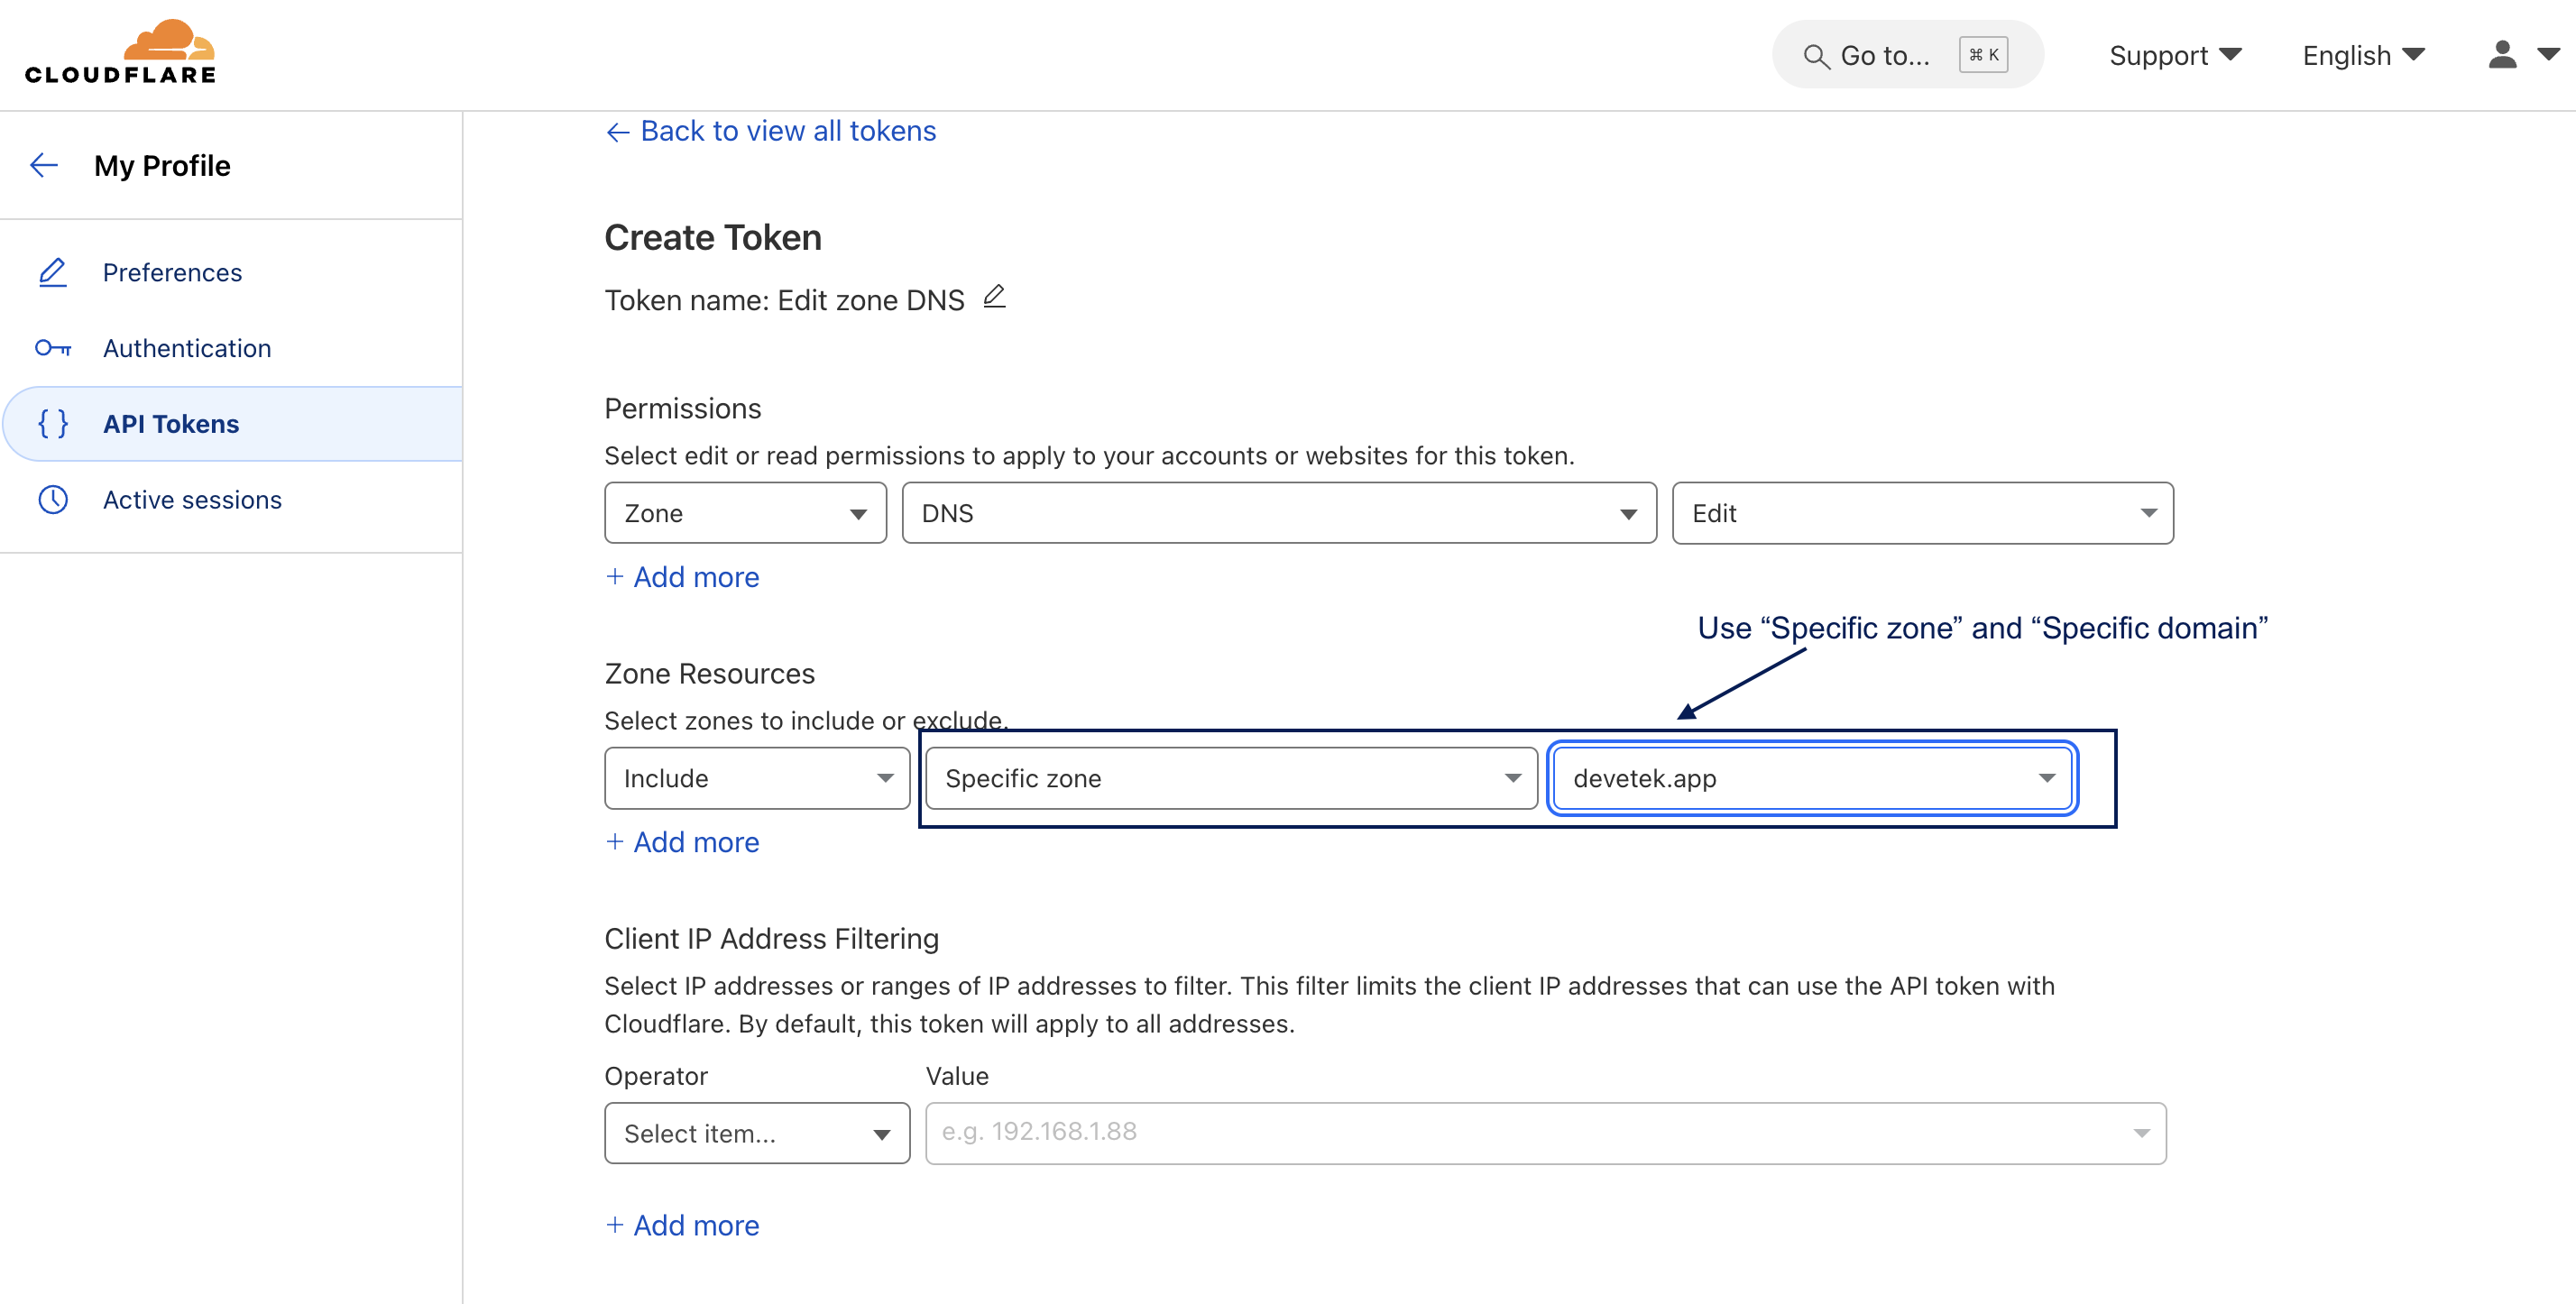 CLOUDFLARE
Go to...
⌘ K
Support
English
My Profile
Preferences
Authentication
API Tokens
Active sessions
← Back to view all tokens
Create Token
Token name: Edit zone DNS
Permissions
Select edit or read permissions to apply to your accounts or websites for this token.
Zone
DNS
Edit
+ Add more
Use “Specific zone” and “Specific domain”
Zone Resources
Select zones to include or exclude.
Include
Specific zone
devetek.app
+ Add more
Client IP Address Filtering
Select IP addresses or ranges of IP addresses to filter. This filter limits the client IP addresses that can use the API token with
Cloudflare. By default, this token will apply to all addresses.
Operator
Value
Select item...
e.g. 192.168.1.88
+ Add more